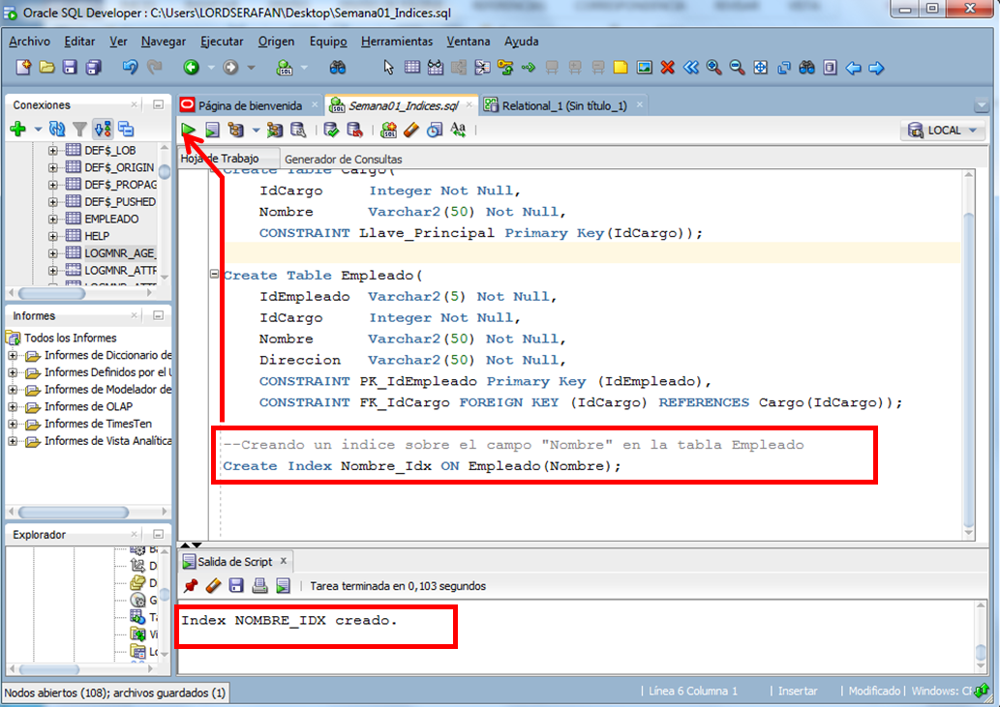 Oracle SQL Developer : C:\Users\LORDSERAFAN\Desktop\Semana01_Indices.sql
Archivo Editar Ver Navegar Ejecutar Origen Equipo Herramientas Ventana Ayuda
Conexiones
DEF$_LOB
DEF$_ORIGIN
DEF$_PROPAG
DEF$_PUSHED
EMPLEADO
HELP
LOGMNR_AGE_
LOGMNR_ATTR
Informes
Todos los Informes
Informes de Diccionario de
Informes Definidos por el U
Informes de Modelador de
Informes de OLAP
Informes de TimesTen
Informes de Vista Analítica
Explorador
Nodos abiertos (108); archivos guardados (1)
Página de bienvenida
Semana01_Indices.sql
Relational_1 (Sin título_1)
LOCAL
Hoja de Trabajo
Generador de Consultas
Create Table Cargo(
IdCargo Integer Not Null,
Nombre Varchar2(50) Not Null,
CONSTRAINT Llave_Principal Primary Key(IdCargo));
Create Table Empleado(
IdEmpleado Varchar2(5) Not Null,
IdCargo Integer Not Null,
Nombre Varchar2(50) Not Null,
Direccion Varchar2(50) Not Null,
CONSTRAINT PK_IdEmpleado Primary Key (IdEmpleado),
CONSTRAINT FK_IdCargo FOREIGN KEY (IdCargo) REFERENCES Cargo(IdCargo));
--Creando un indice sobre el campo "Nombre" en la tabla Empleado
Create Index Nombre_Idx ON Empleado(Nombre);
Salida de Script
Tarea terminada en 0,103 segundos
Index NOMBRE_IDX creado.
Línea 6 Columna 1
Insertar
Modificado
Windows: CR